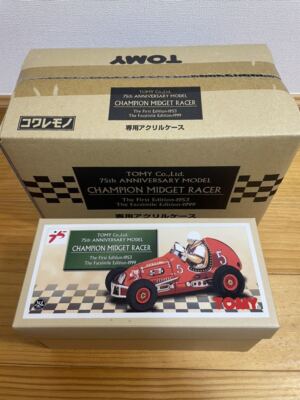 TOMY
TOMY Co.,Ltd.
75th ANNIVERSARY MODEL
CHAMPION MIDGET RACER
The First Edition-1953
The Facsimile Edition-1999
専用アクリルケース
コワレモノ
TOMY Co.,Ltd.
75th ANNIVERSARY MODEL
CHAMPION MIDGET RACER
The First Edition-1953
The Facsimile Edition-1999
専用アクリルケース
75
TOMY Co.,Ltd.
75th ANNIVERSARY MODEL
CHAMPION MIDGET RACER
The First Edition-1953
The Facsimile Edition-1999
5
5
TOMY